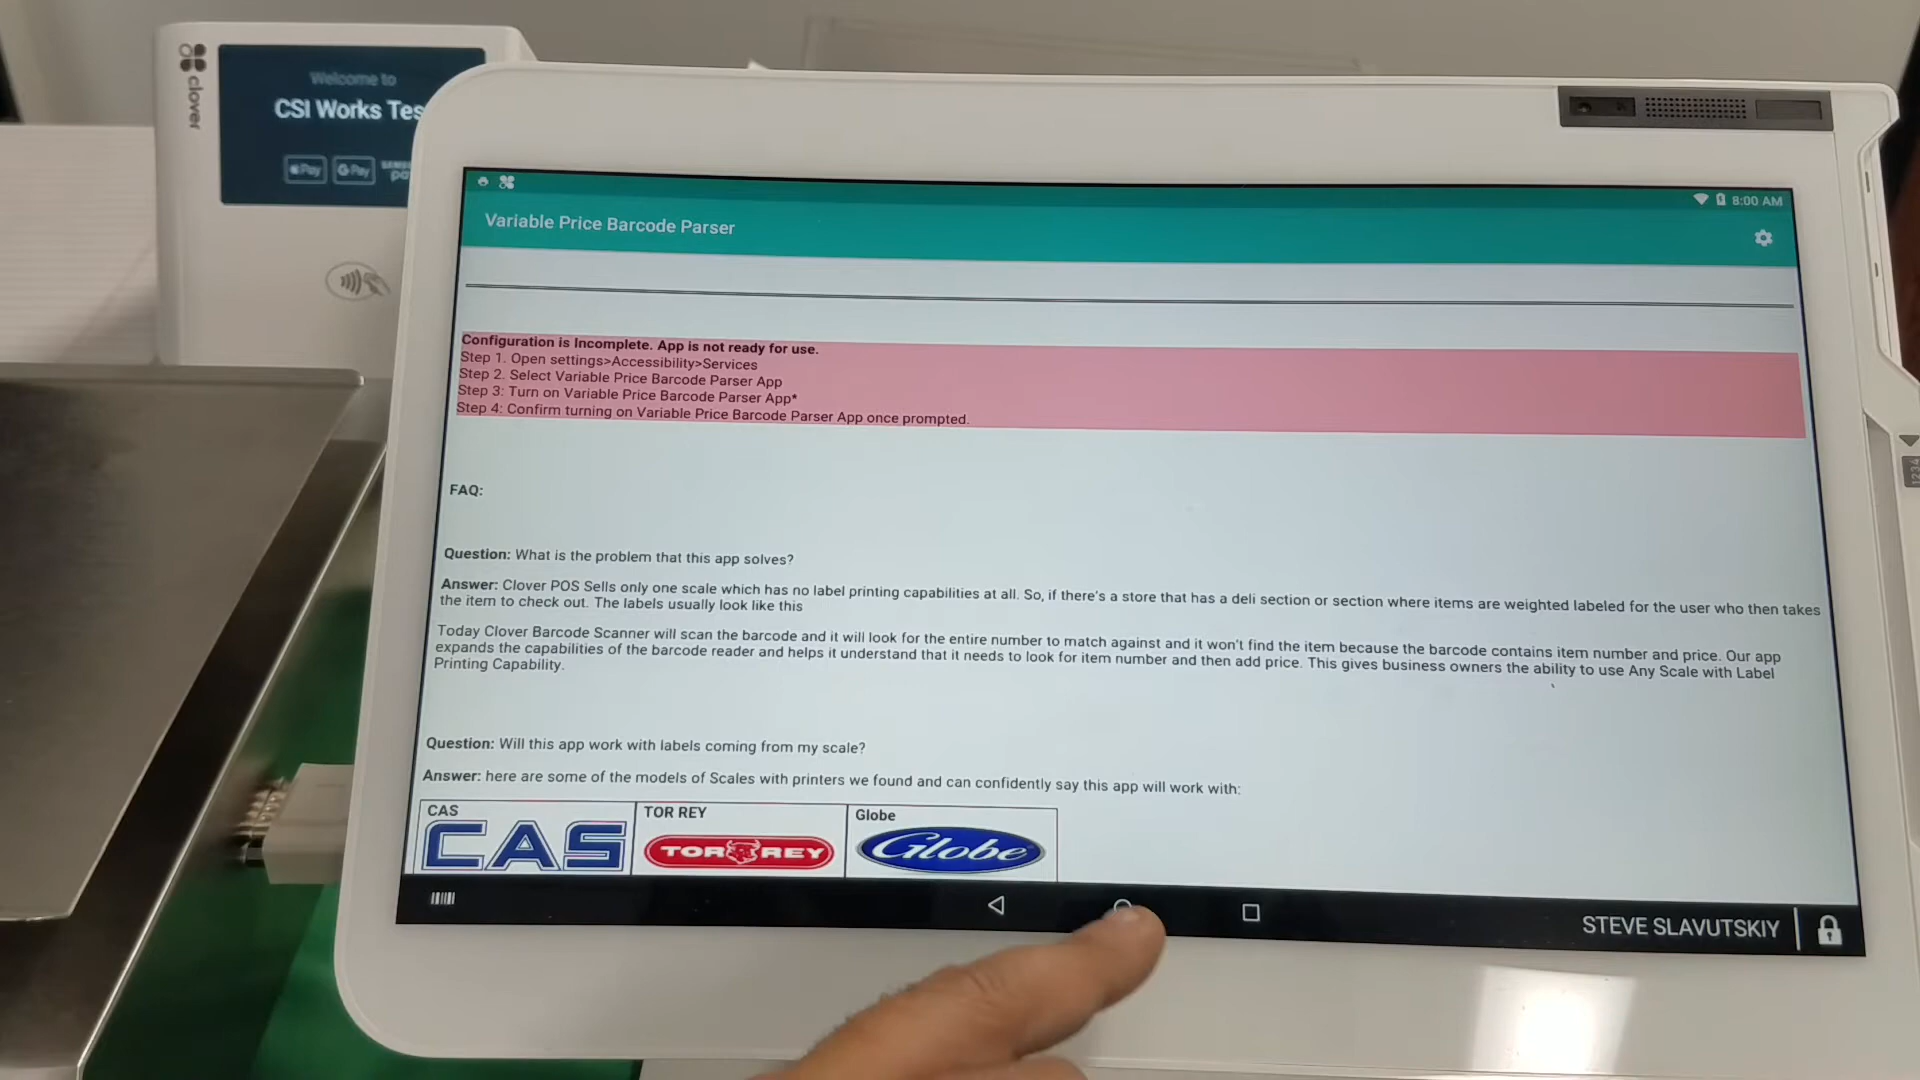 clover
Welcome to
CSI Works Tes
Pay
G Pay
8:00 AM
Variable Price Barcode Parser
Configuration is Incomplete. App is not ready for use.
Step 1. Open settings>Accessibility>Services
Step 2. Select Variable Price Barcode Parser App
Step 3: Turn on Variable Price Barcode Parser App*
Step 4: Confirm turning on Variable Price Barcode Parser App once prompted.
FAQ:
Question: What is the problem that this app solves?
Answer: Clover POS Sells only one scale which has no label printing capabilities at all. So, if there's a store that has a deli section or section where items are weighted labeled for the user who then takes
the item to check out. The labels usually look like this
Today Clover Barcode Scanner will scan the barcode and it will look for the entire number to match against and it won't find the item because the barcode contains item number and price. Our app
expands the capabilities of the barcode reader and helps it understand that it needs to look for item number and then add price. This gives business owners the ability to use Any Scale with Label
Printing Capability.
Question: Will this app work with labels coming from my scale?
Answer: here are some of the models of Scales with printers we found and can confidently say this app will work with:
CAS
TOR REY
Globe
CAS
TOR REY
Globe
STEVE SLAVUTSKIY
1234